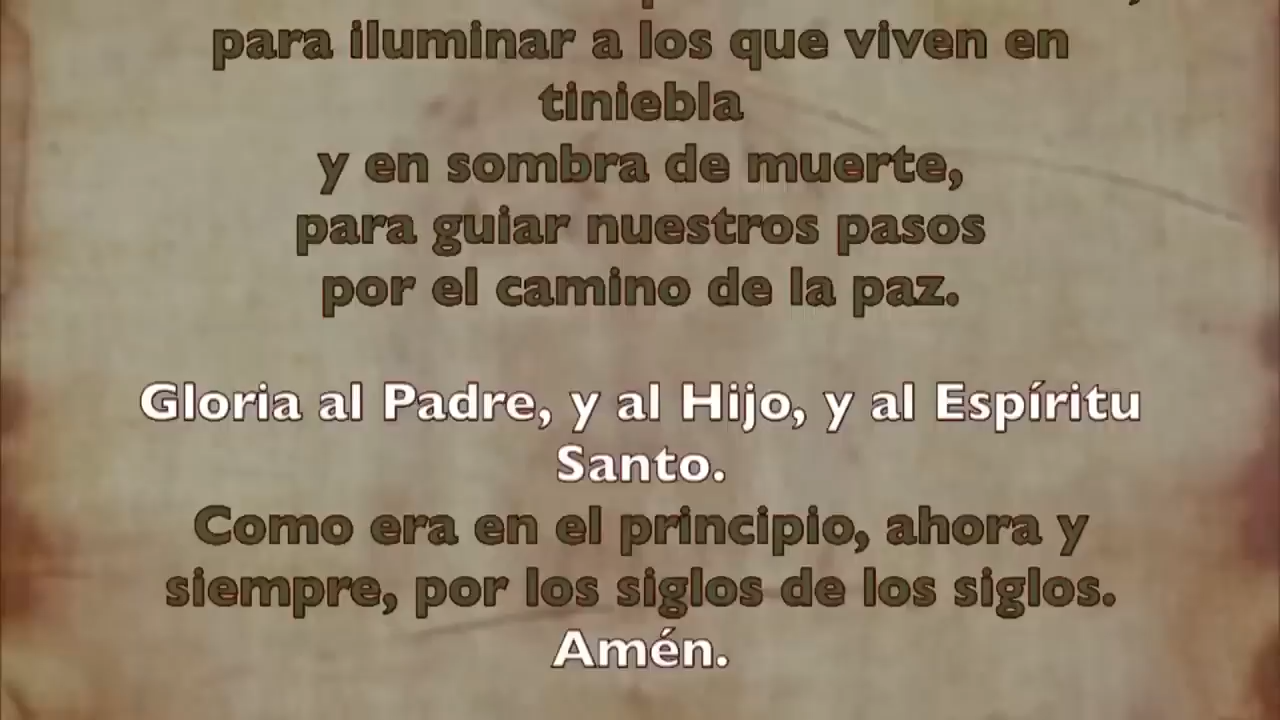 para iluminar a los que viven en
tiniebla
y en sombra de muerte,
para guiar nuestros pasos
por el camino de la paz.
Gloria al Padre, y al Hijo, y al Espíritu
Santo.
Como era en el principio, ahora y
siempre, por los siglos de los siglos.
Amén.